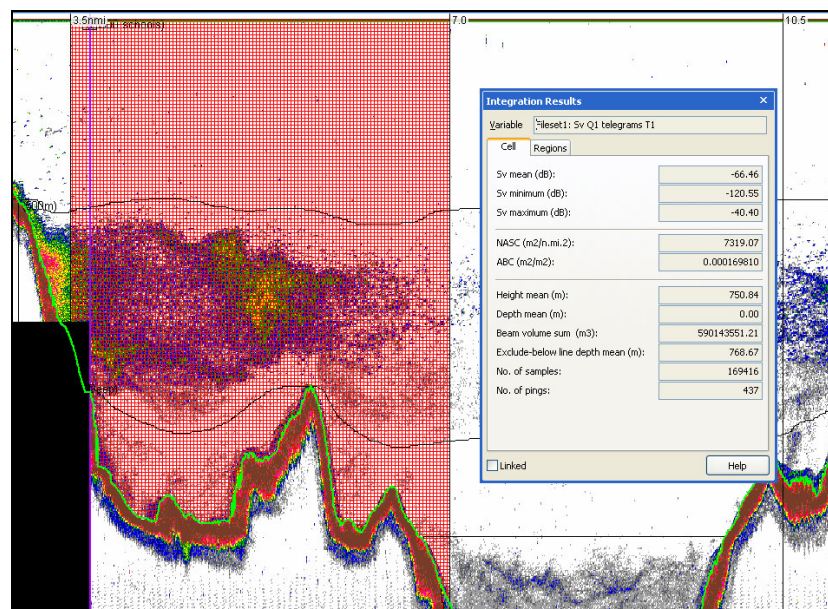 3.5nmi
7.0
10.5
schools)
Integration Results
Variable
Fileset1: Sv Q1 telegrams T1
Cell
Regions
Sv mean (dB):
-66.46
Sv minimum (dB):
-120.55
Sv maximum (dB):
-40.40
NASC (m2/n.mi.2):
7319.07
ABC (m2/m2):
0.000169810
Height mean (m):
750.84
Depth mean (m):
0.00
Beam volume sum (m3):
590143551.21
Exclude-below line depth mean (m):
768.67
No. of samples:
169416
No. of pings:
437
Linked
Help